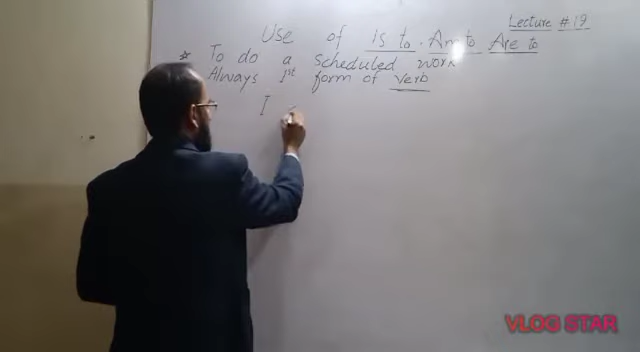 Lecture #.19
Use of is to. Am to Are to
* To do a scheduled work
Always 1st form of verb
I
VLOG STAR